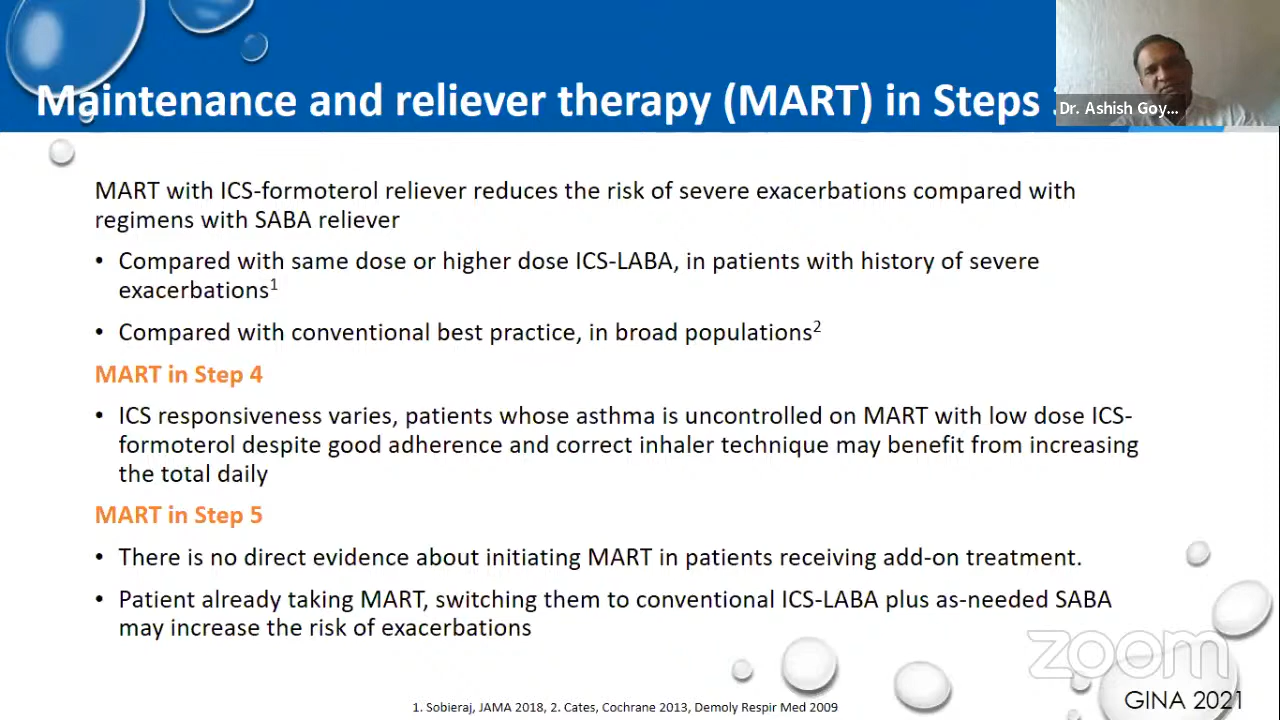 Maintenance and reliever therapy (MART) in Steps
Dr. Ashish Goy...
MART with ICS-formoterol reliever reduces the risk of severe exacerbations compared with
regimens with SABA reliever
• Compared with same dose or higher dose ICS-LABA, in patients with history of severe
exacerbations1
• Compared with conventional best practice, in broad populations2
MART in Step 4
• ICS responsiveness varies, patients whose asthma is uncontrolled on MART with low dose ICS-
formoterol despite good adherence and correct inhaler technique may benefit from increasing
the total daily
MART in Step 5
• There is no direct evidence about initiating MART in patients receiving add-on treatment.
• Patient already taking MART, switching them to conventional ICS-LABA plus as-needed SABA
may increase the risk of exacerbations
zoom
GINA 2021
1. Sobieraj, JAMA 2018, 2. Cates, Cochrane 2013, Demoly Respir Med 2009